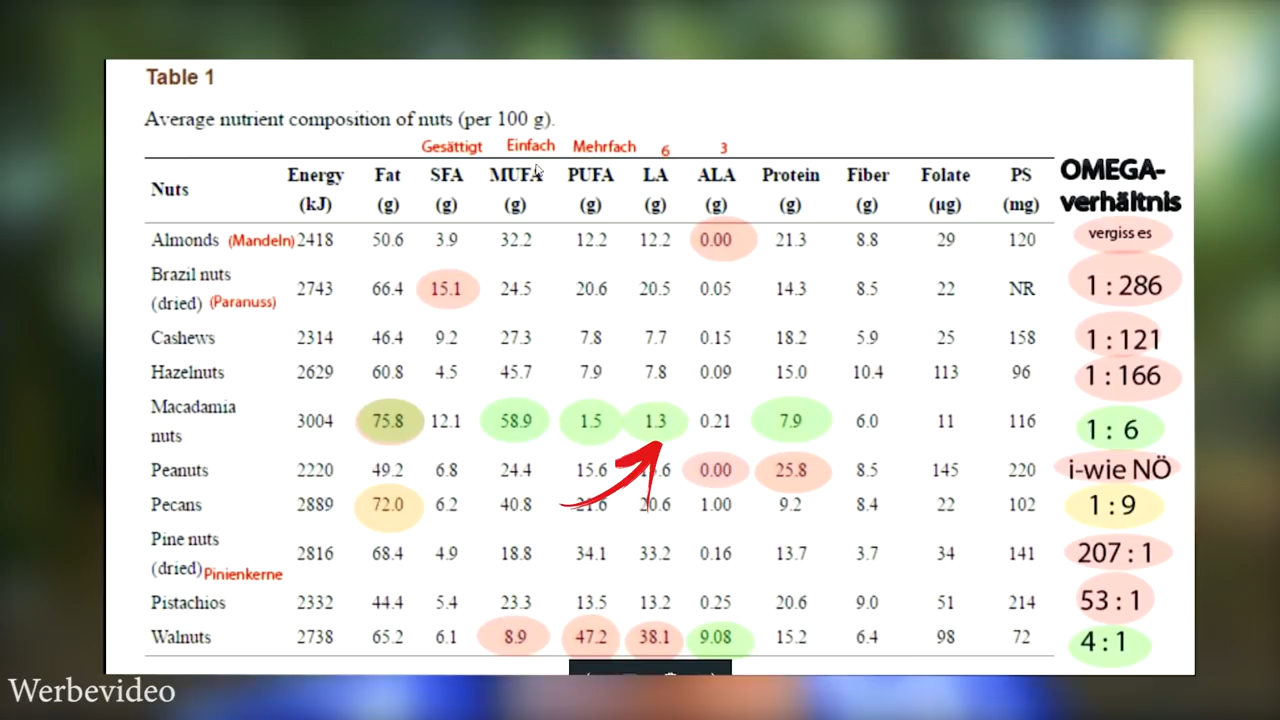 Table 1
Average nutrient composition of nuts (per 100 g).
Gesättigt Einfach Mehrfach 6 3
Nuts Energy (kJ) Fat (g) SFA (g) MUFA (g) PUFA (g) LA (g) ALA (g) Protein (g) Fiber (g) Folate (µg) PS (mg) OMEGA-verhältnis
Almonds (Mandeln) 2418 50.6 3.9 32.2 12.2 12.2 0.00 21.3 8.8 29 120 vergiss es
Brazil nuts (dried) (Paranuss) 2743 66.4 15.1 24.5 20.6 20.5 0.05 14.3 8.5 22 NR 1 : 286
Cashews 2314 46.4 9.2 27.3 7.8 7.7 0.15 18.2 5.9 25 158 1 : 121
Hazelnuts 2629 60.8 4.5 45.7 7.9 7.8 0.09 15.0 10.4 113 96 1 : 166
Macadamia nuts 3004 75.8 12.1 58.9 1.5 1.3 0.21 7.9 6.0 11 116 1 : 6
Peanuts 2220 49.2 6.8 24.4 15.6 0.00 25.8 8.5 145 220 i-wie NÖ
Pecans 2889 72.0 6.2 40.8 21.6 20.6 1.00 9.2 8.4 22 102 1 : 9
Pine nuts (dried) Pinienkerne 2816 68.4 4.9 18.8 34.1 33.2 0.16 13.7 3.7 34 141 207 : 1
Pistachios 2332 44.4 5.4 23.3 13.5 13.2 0.25 20.6 9.0 51 214 53 : 1
Walnuts 2738 65.2 6.1 8.9 47.2 38.1 9.08 15.2 6.4 98 72 4 : 1
Werbevideo